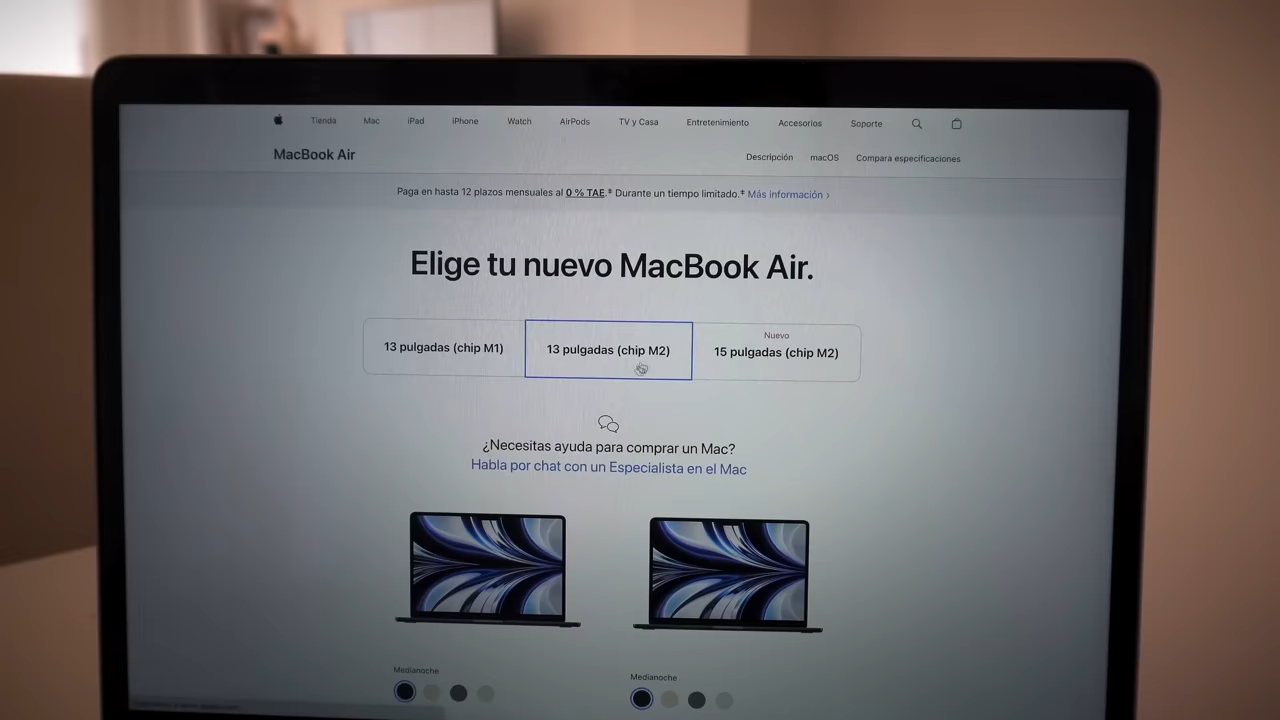 Tienda Mac iPad iPhone Watch AirPods TV y Casa Entretenimiento Accesorios Soporte
MacBook Air Descripción macOS Compara especificaciones
Paga en hasta 12 plazos mensuales al 0 % TAE.‡ Durante un tiempo limitado.‡ Más información >
Elige tu nuevo MacBook Air.
13 pulgadas (chip M1)
13 pulgadas (chip M2)
Nuevo
15 pulgadas (chip M2)
¿Necesitas ayuda para comprar un Mac?
Habla por chat con un Especialista en el Mac
Medianoche
Medianoche